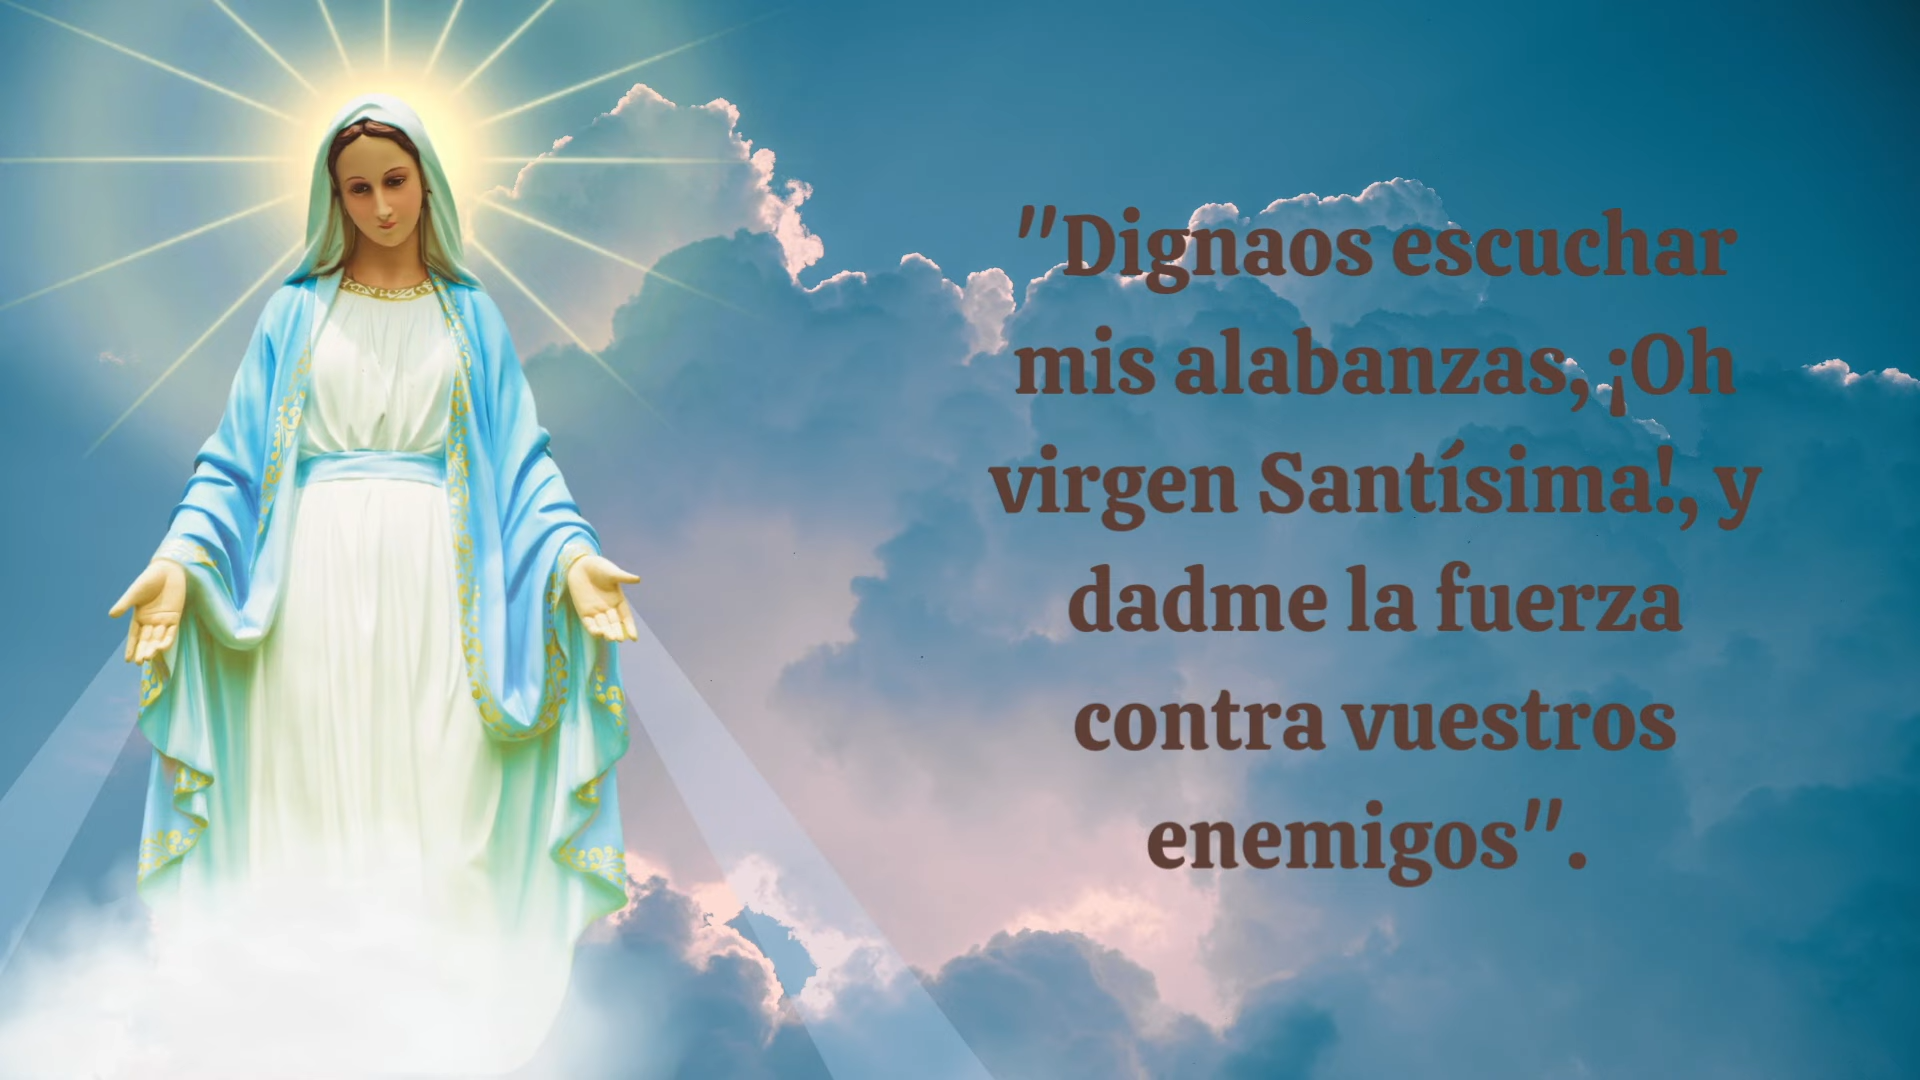 "Dignaos escuchar
mis alabanzas, ¡Oh
virgen Santísima!, y
dadme la fuerza
contra vuestros
enemigos".